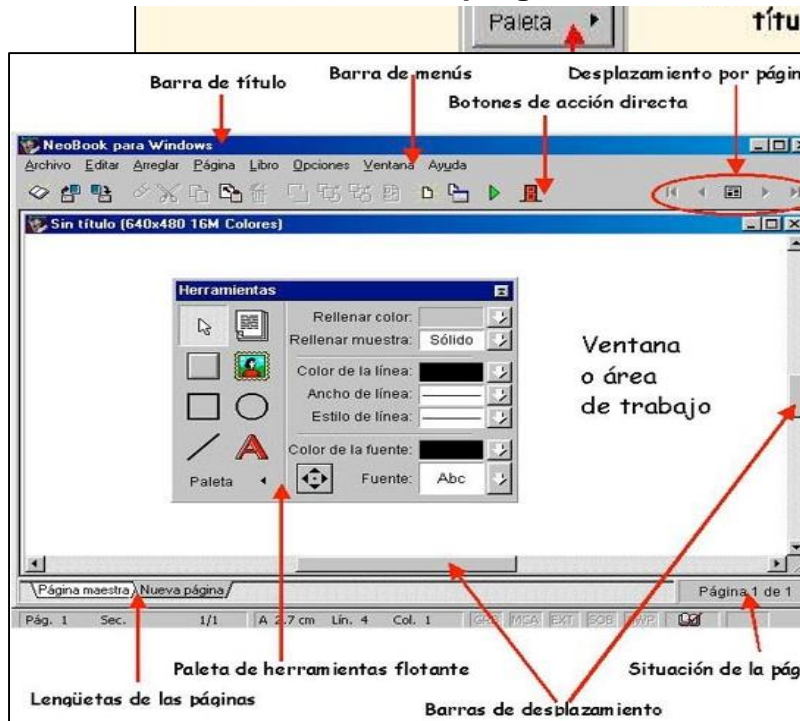 Paleta
títu
Barra de título
Barra de menús
Desplazamiento por págin
Botones de acción directa
NeoBook para Windows
Archivo Editar Arreglar Página Libro Opciones Ventana Ayuda
Sin título (640x480 16M Colores)
Herramientas
Rellenar color:
Rellenar muestra: Sólido
Color de la línea:
Ancho de línea:
Estilo de línea:
Color de la fuente:
Paleta
Fuente: Abc
Ventana
o área
de trabajo
Página maestra Nueva página
Página 1 de 1
Pág. 1 Sec. 1/1 A 2.7 cm Lín. 4 Col. 1 GRB MCA EXT SOB
Paleta de herramientas flotante
Situación de la pág
Lengüetas de las páginas
Barras de desplazamiento